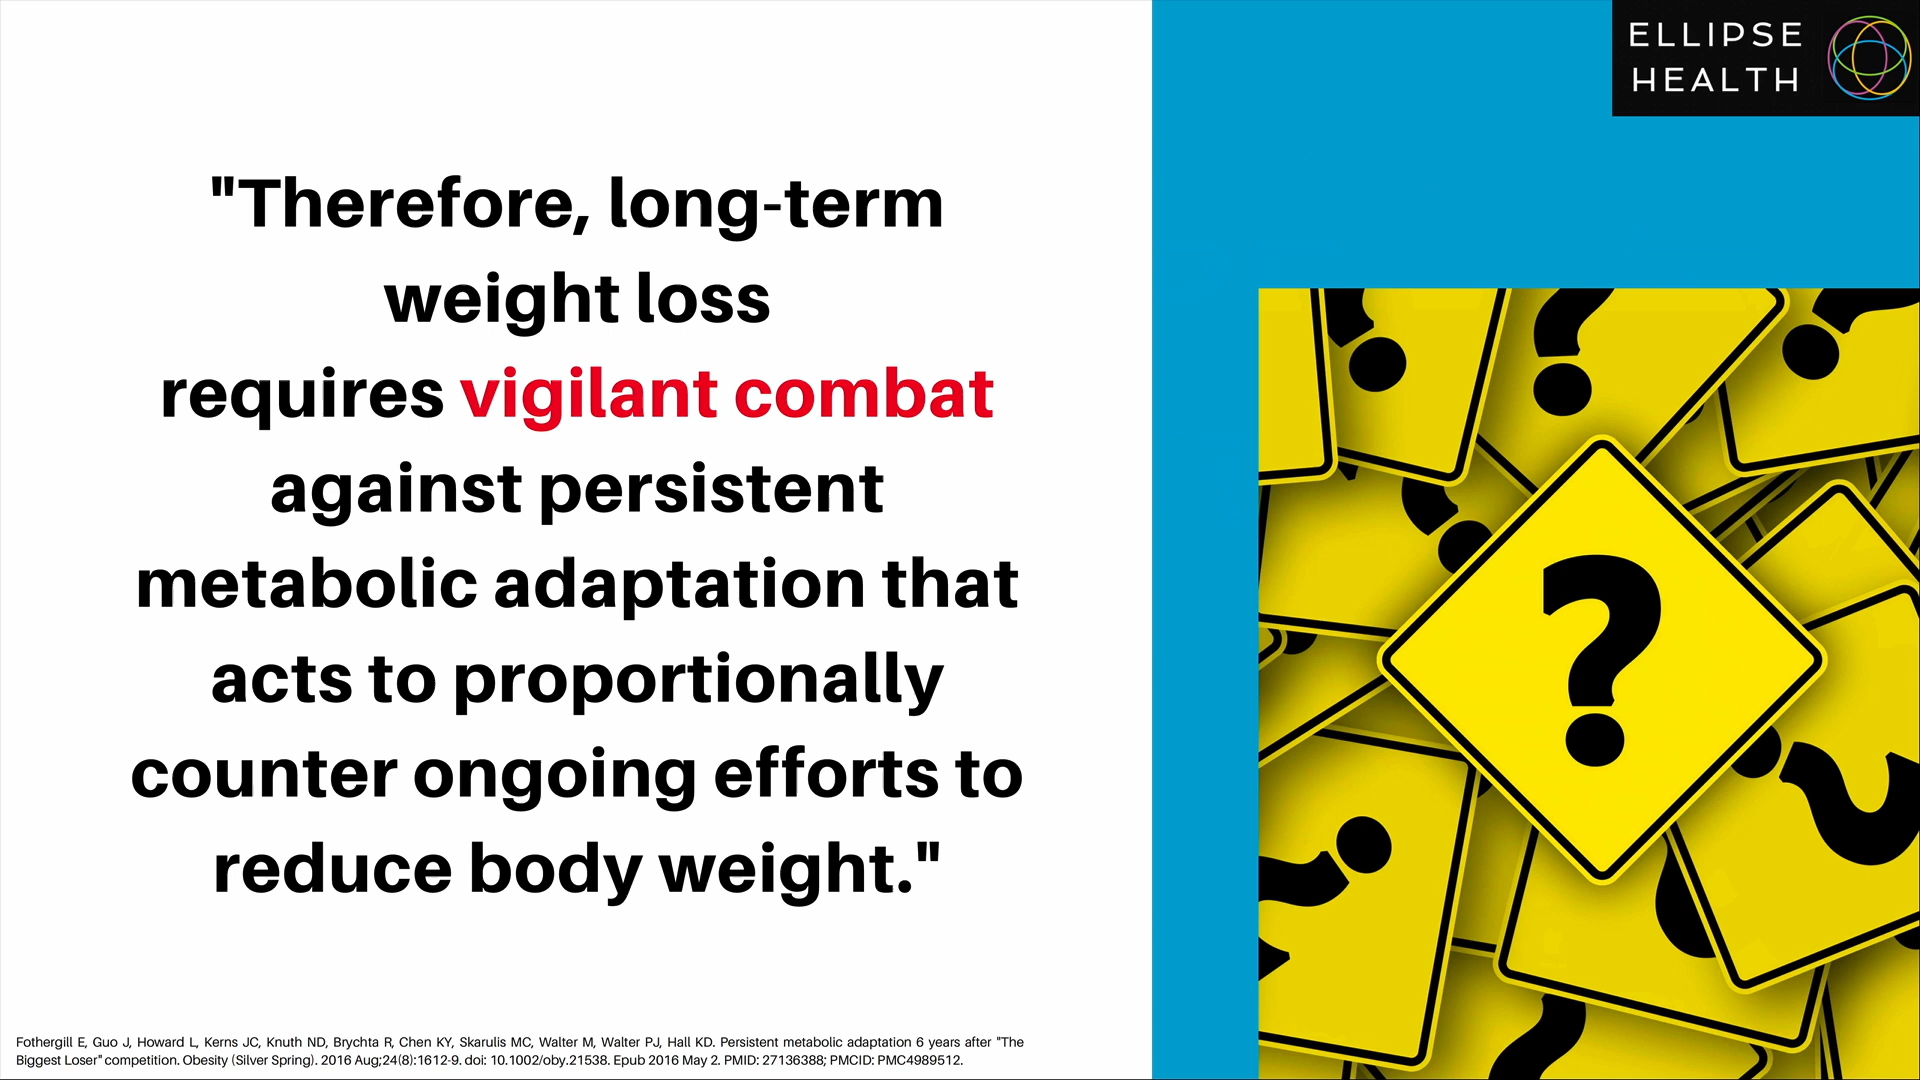 ELLIPSE
HEALTH
"Therefore, long-term
weight loss
requires vigilant combat
against persistent
metabolic adaptation that
acts to proportionally
counter ongoing efforts to
reduce body weight."
?
Fothergill E, Guo J, Howard L, Kerns JC, Knuth ND, Brychta R, Chen KY, Skarulis MC, Walter M, Walter PJ, Hall KD. Persistent metabolic adaptation 6 years after "The
Biggest Loser" competition. Obesity (Silver Spring). 2016 Aug;24(8):1612-9. doi: 10.1002/oby.21538. Epub 2016 May 2. PMID: 27136388; PMCID: PMC4989512.